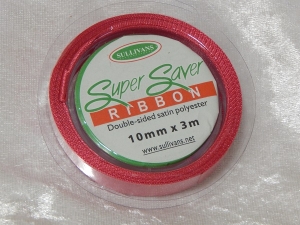 SULLIVANS
Super Saver
RIBBON
Double-sided satin polyester
10mm x 3m
www.sullivans.net